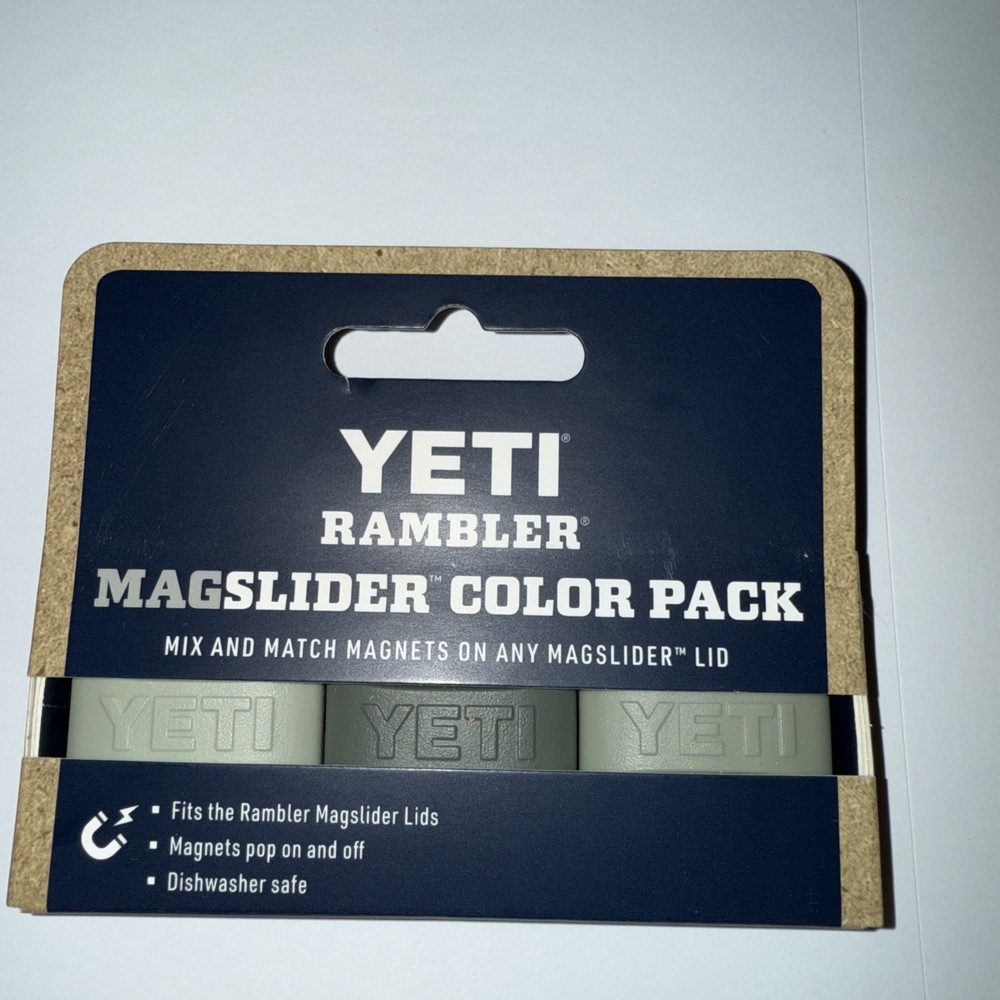 YETI®
RAMBLER®
MAGSLIDER™ COLOR PACK
MIX AND MATCH MAGNETS ON ANY MAGSLIDER™ LID
YETI YETI YETI
▪ Fits the Rambler Magslider Lids
▪ Magnets pop on and off
▪ Dishwasher safe